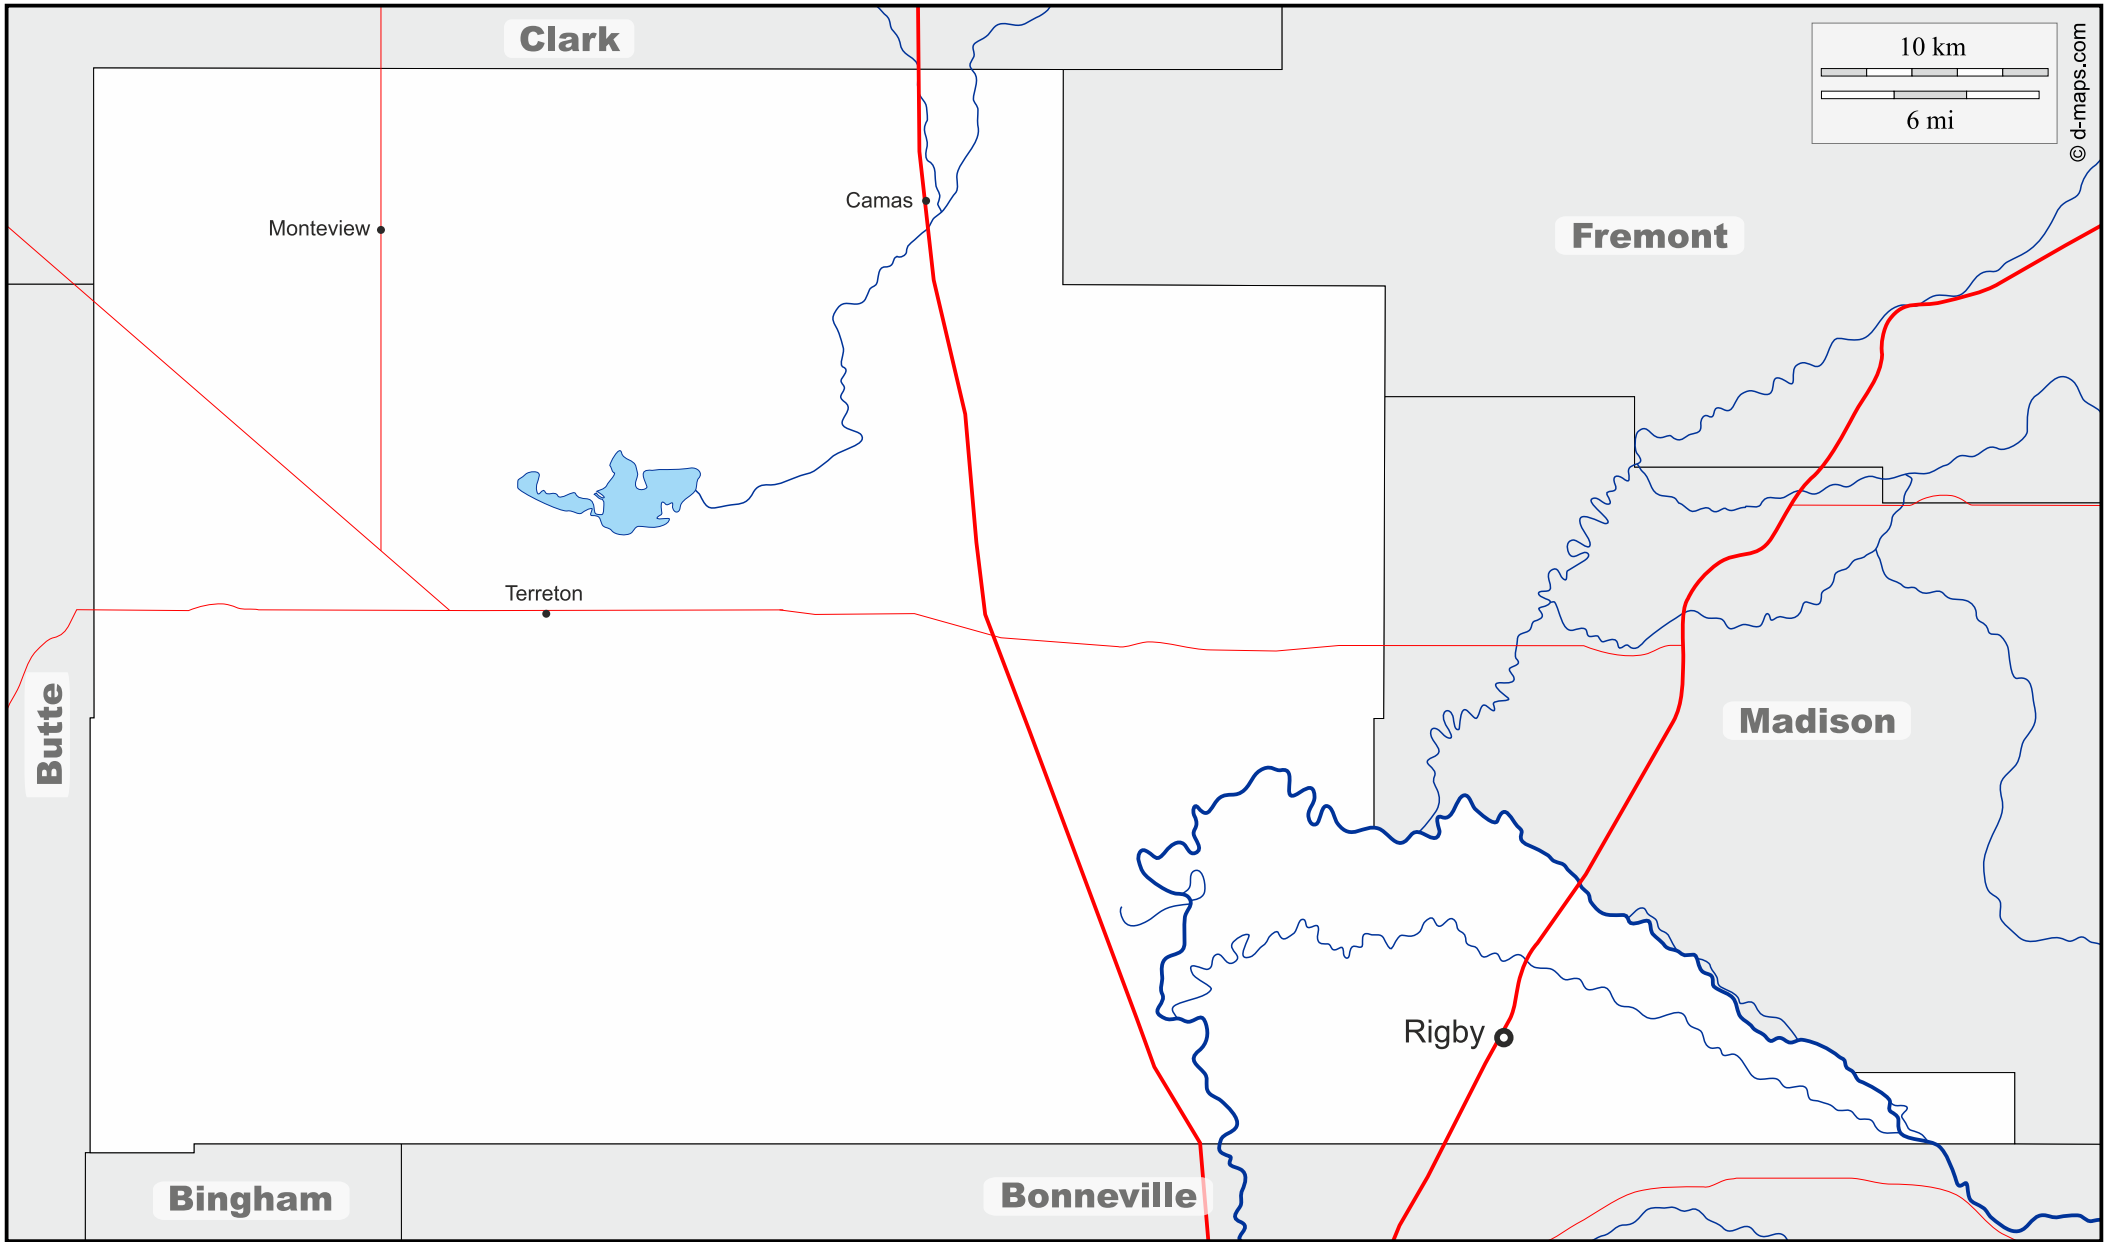 Clark
10 km
6 mi
© d-maps.com
Camas
Monteview
Fremont
Terreton
Butte
Madison
Rigby
Bingham
Bonneville